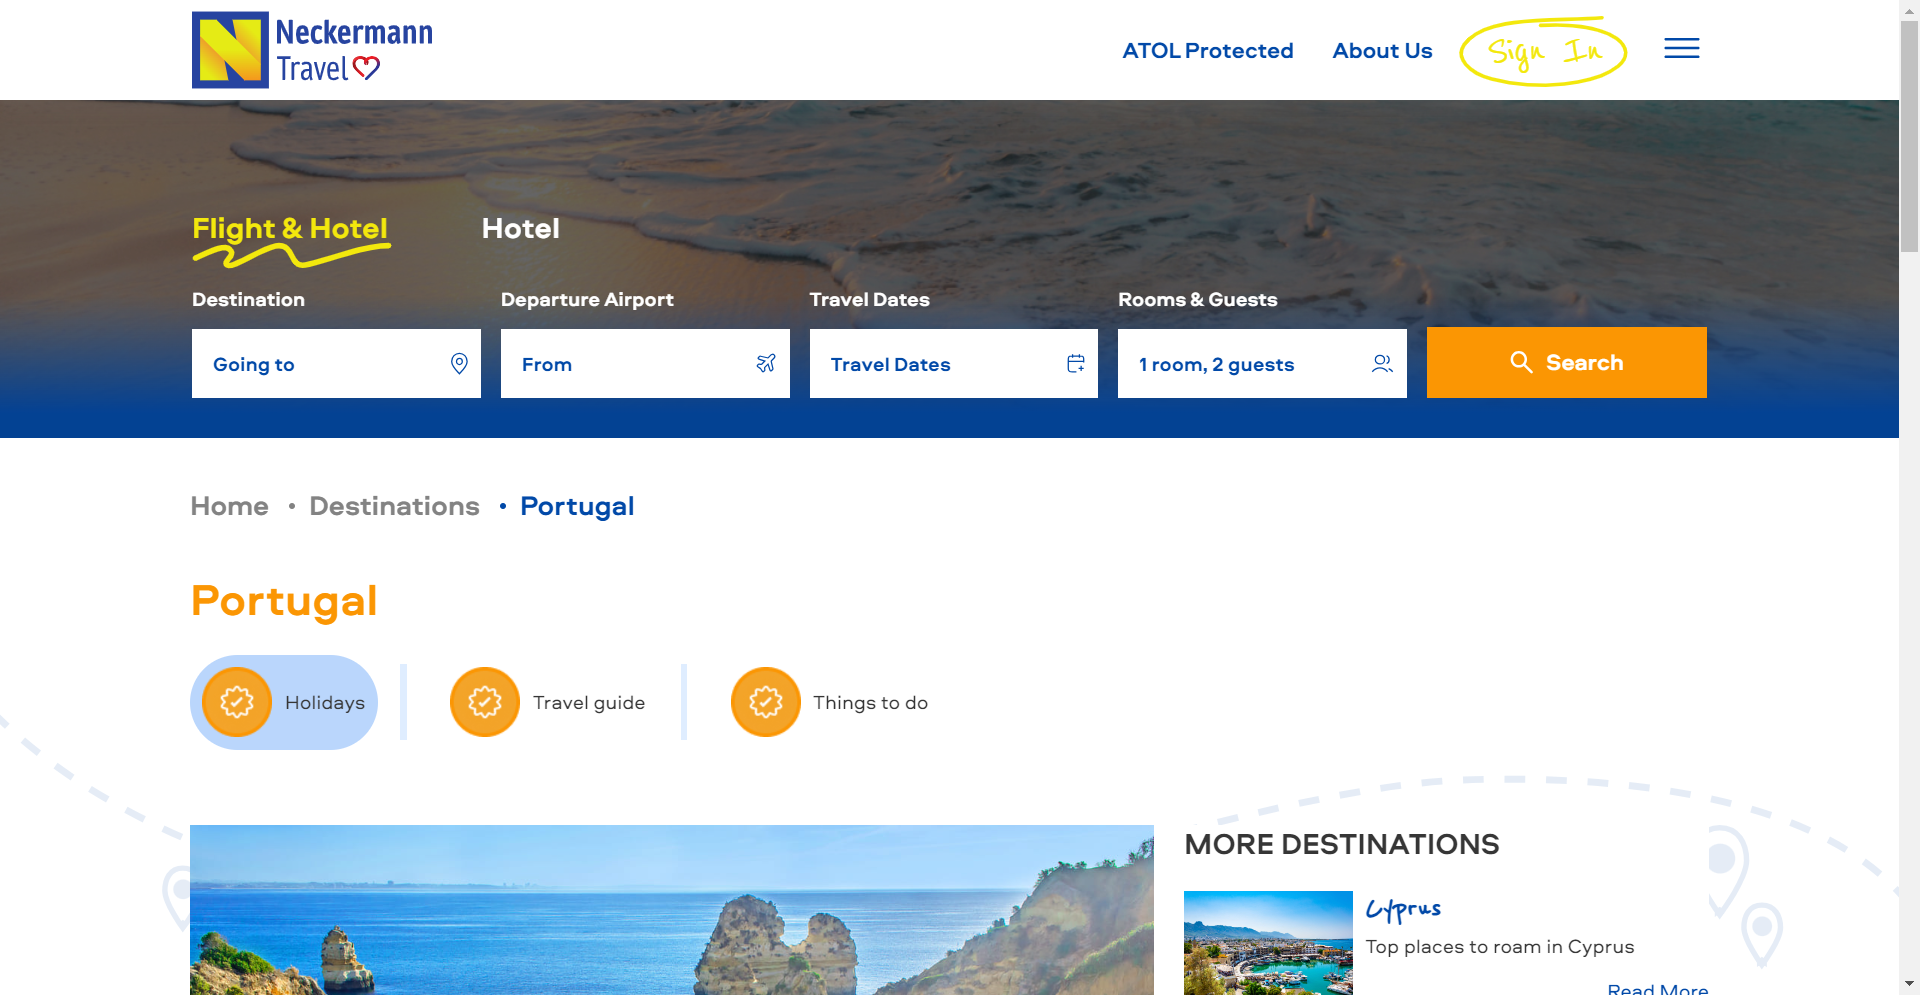 Neckermann
Travel
ATOL Protected
About Us
Sign In
Flight & Hotel
Hotel
Destination
Departure Airport
Travel Dates
Rooms & Guests
Going to
From
Travel Dates
1 room, 2 guests
Search
Home • Destinations • Portugal
Portugal
Holidays
Travel guide
Things to do
MORE DESTINATIONS
Cyprus
Top places to roam in Cyprus
Read More